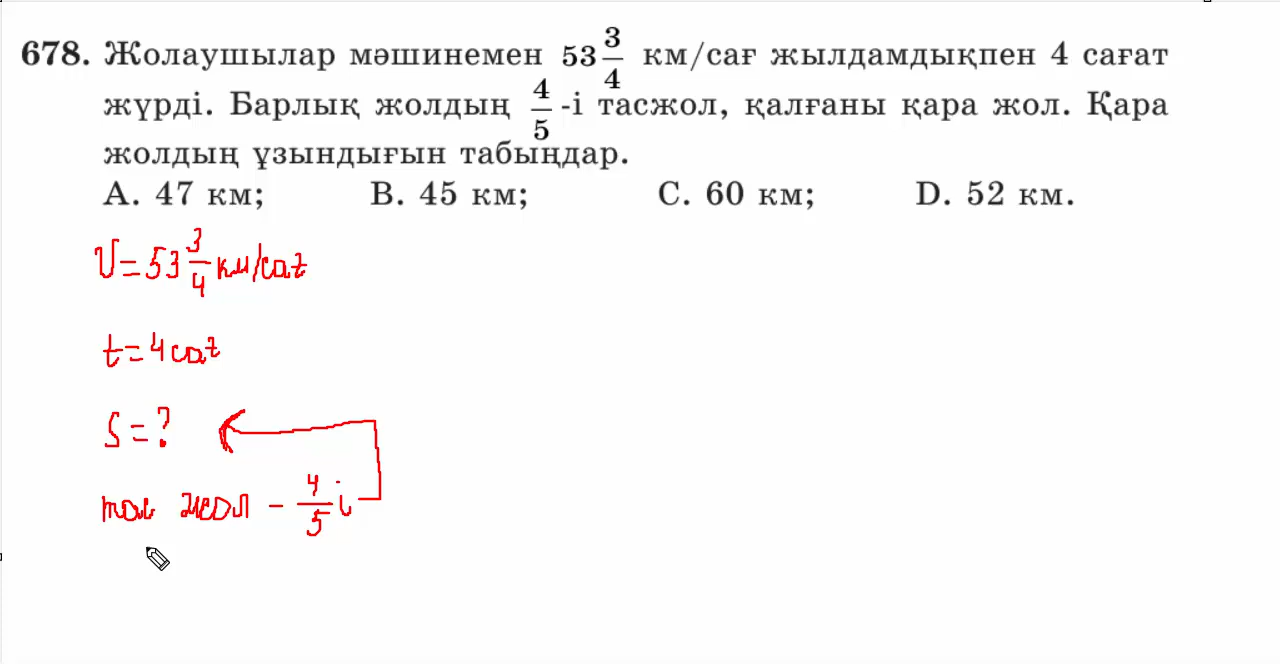 678. Жолаушылар мәшинемен 53 3/4 км/сағ жылдамдықпен 4 сағат
жүрді. Барлық жолдың 4/5 -і тасжол, қалғаны қара жол. Қара
жолдың ұзындығын табыңдар.
A. 47 км; B. 45 км; C. 60 км; D. 52 км.
V=53 3/4 км/сағ
t=4 сағ
S=?
тас жол - 4/5 і